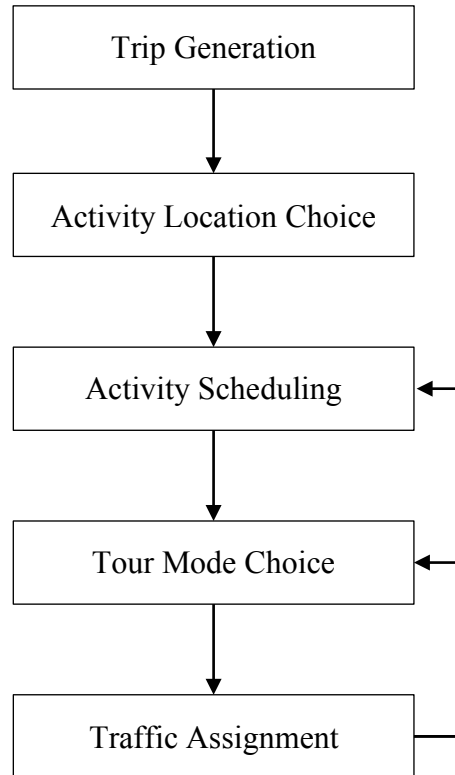 Trip Generation
Activity Location Choice
Activity Scheduling
Tour Mode Choice
Traffic Assignment